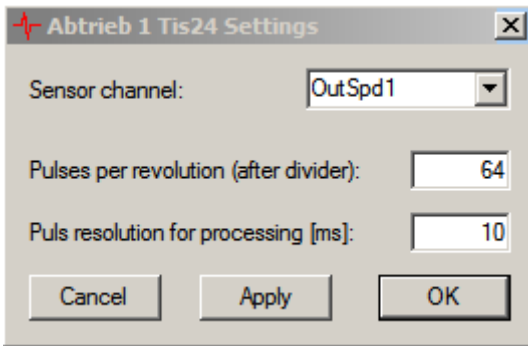 Abtrieb 1 Tis24 Settings
Sensor channel: OutSpd1
Pulses per revolution (after divider): 64
Puls resolution for processing [ms]: 10
Cancel Apply OK